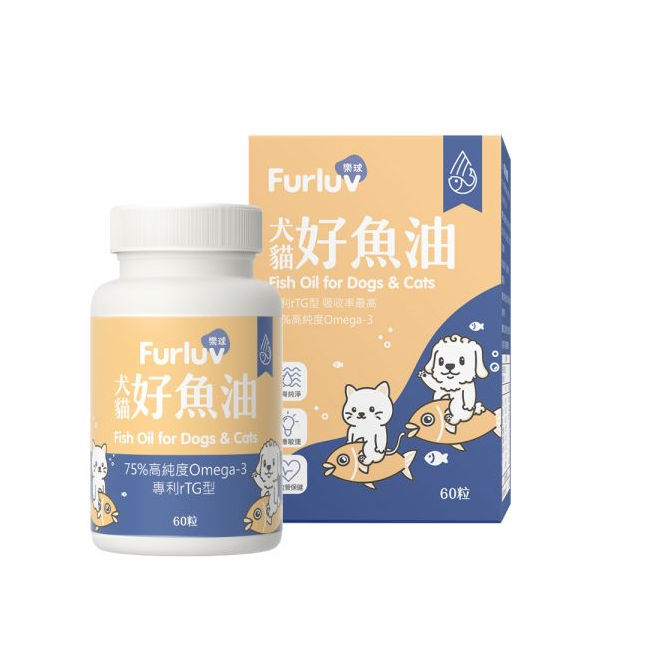 Furluv 樂球
犬貓 好魚油
Fish Oil for Dogs & Cats
利rTG型 吸收率最高
%高純度Omega-3
60粒
Furluv 樂球
犬貓 好魚油
Fish Oil for Dogs & Cats
75%高純度Omega-3
專利rTG型
60粒